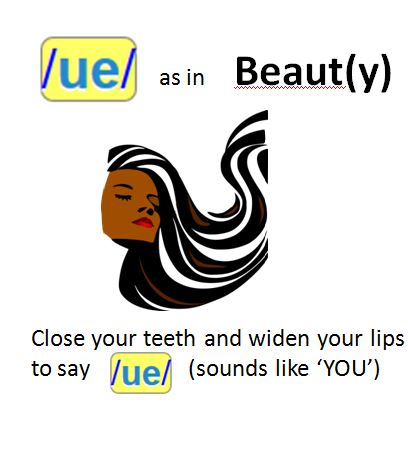 /ue/ as in Beaut(y)
Close your teeth and widen your lips
to say /ue/ (sounds like ‘YOU’)